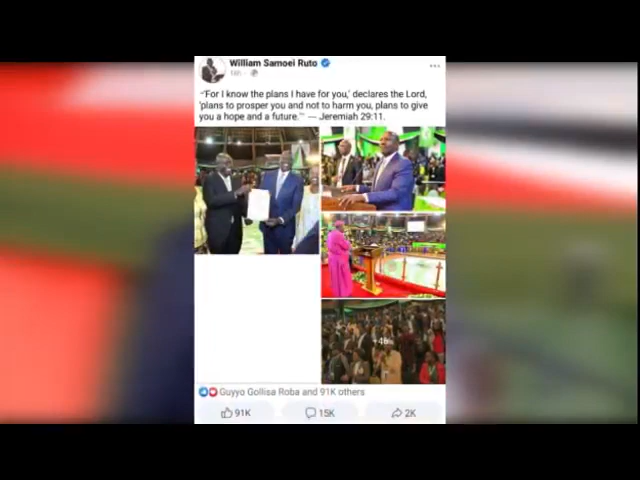 William Samoei Ruto
16h
"'For I know the plans I have for you,' declares the Lord,
'plans to prosper you and not to harm you, plans to give
you a hope and a future.'" — Jeremiah 29:11.
+46
Guyyo Gollisa Roba and 91K others
91K
15K
2K